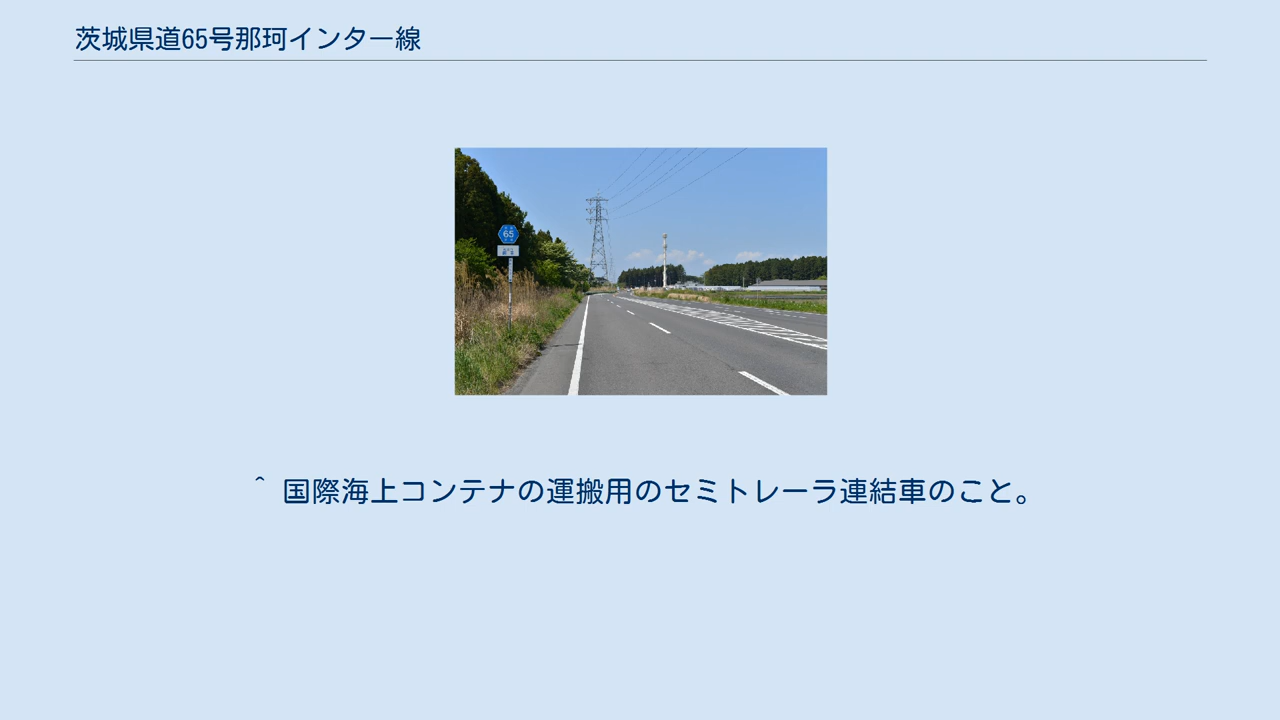 茨城県道65号那珂インター線
65
^ 国際海上コンテナの運搬用のセミトレーラ連結車のこと。